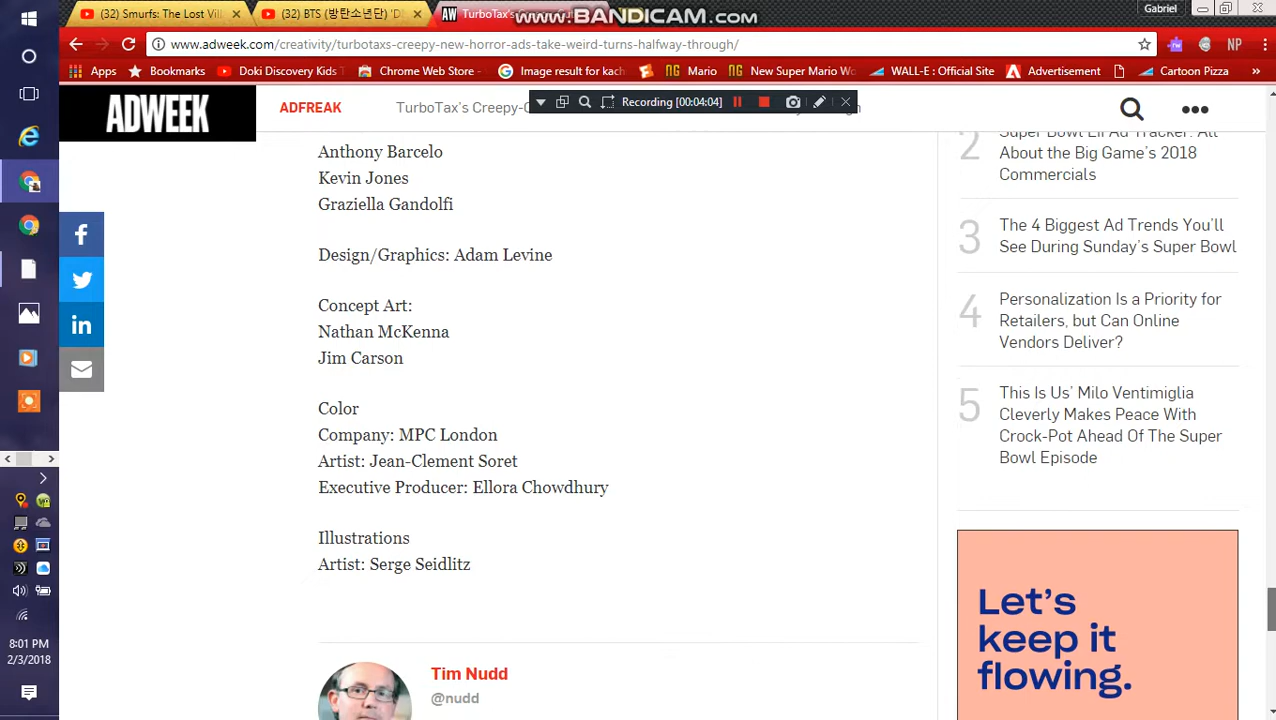 www.BANDICAM.com
Gabriel
(32) Smurfs: The Lost Vill
(32) BTS (방탄소년단) 'D
TurboTax's
www.adweek.com/creativity/turbotaxs-creepy-new-horror-ads-take-weird-turns-halfway-through/
NP
Apps
Bookmarks
Doki Discovery Kids
Chrome Web Store -
Image result for kach
Mario
New Super Mario Wo
WALL-E : Official Site
Advertisement
Cartoon Pizza
»
Recording [00:04:04]
ADWEEK
ADFREAK
TurboTax's Creepy-
Anthony Barcelo
Kevin Jones
Graziella Gandolfi
Design/Graphics: Adam Levine
Concept Art:
Nathan McKenna
Jim Carson
Color
Company: MPC London
Artist: Jean-Clement Soret
Executive Producer: Ellora Chowdhury
Illustrations
Artist: Serge Seidlitz
Tim Nudd
@nudd
2
Super Bowl LII Ad Tracker: All
About the Big Game's 2018
Commercials
3
The 4 Biggest Ad Trends You'll
See During Sunday's Super Bowl
4
Personalization Is a Priority for
Retailers, but Can Online
Vendors Deliver?
5
This Is Us' Milo Ventimiglia
Cleverly Makes Peace With
Crock-Pot Ahead Of The Super
Bowl Episode
Let's
keep it
flowing.
8:01 PM
2/3/2018